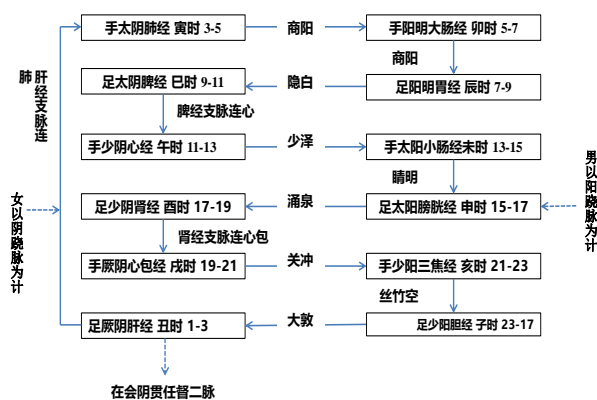 手太阴肺经 寅时 3-5
商阳
手阳明大肠经 卯时 5-7
商阳
足太阴脾经 巳时 9-11
隐白
足阳明胃经 辰时 7-9
肺
肝经支脉连
脾经支脉连心
手少阴心经 午时 11-13
少泽
手太阳小肠经未时 13-15
睛明
女以阴跷脉为计
男以阳跷脉为计
足少阴肾经 酉时 17-19
涌泉
足太阳膀胱经 申时 15-17
肾经支脉连心包
手厥阴心包经 戌时 19-21
关冲
手少阳三焦经 亥时 21-23
丝竹空
足厥阴肝经 丑时 1-3
大敦
足少阳胆经 子时 23-17
在会阴贯任督二脉